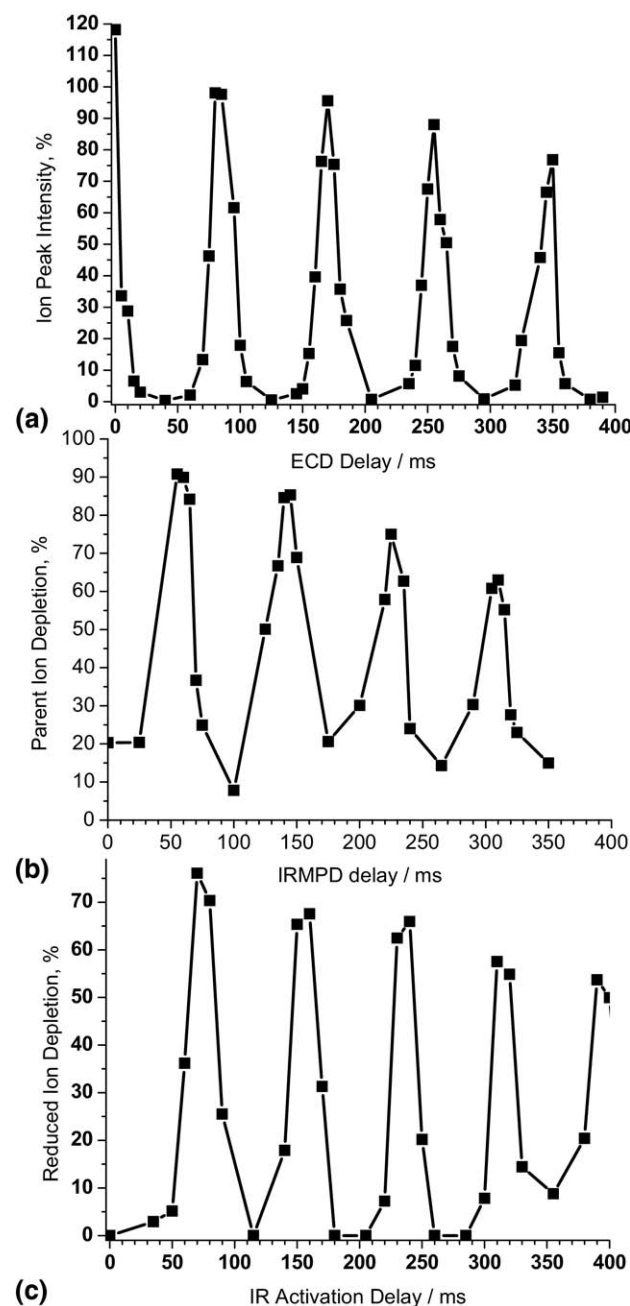 120
110
100
90
80
70
60
50
40
30
20
10
0
Ion Peak Intensity, %
0 50 100 150 200 250 300 350 400
(a)
ECD Delay / ms
100
90
80
70
60
50
40
30
20
10
0
Parent Ion Depletion, %
0 50 100 150 200 250 300 350 400
(b)
IRMPD delay / ms
70
60
50
40
30
20
10
0
Reduced Ion Depletion, %
0 50 100 150 200 250 300 350 400
(c)
IR Activation Delay / ms